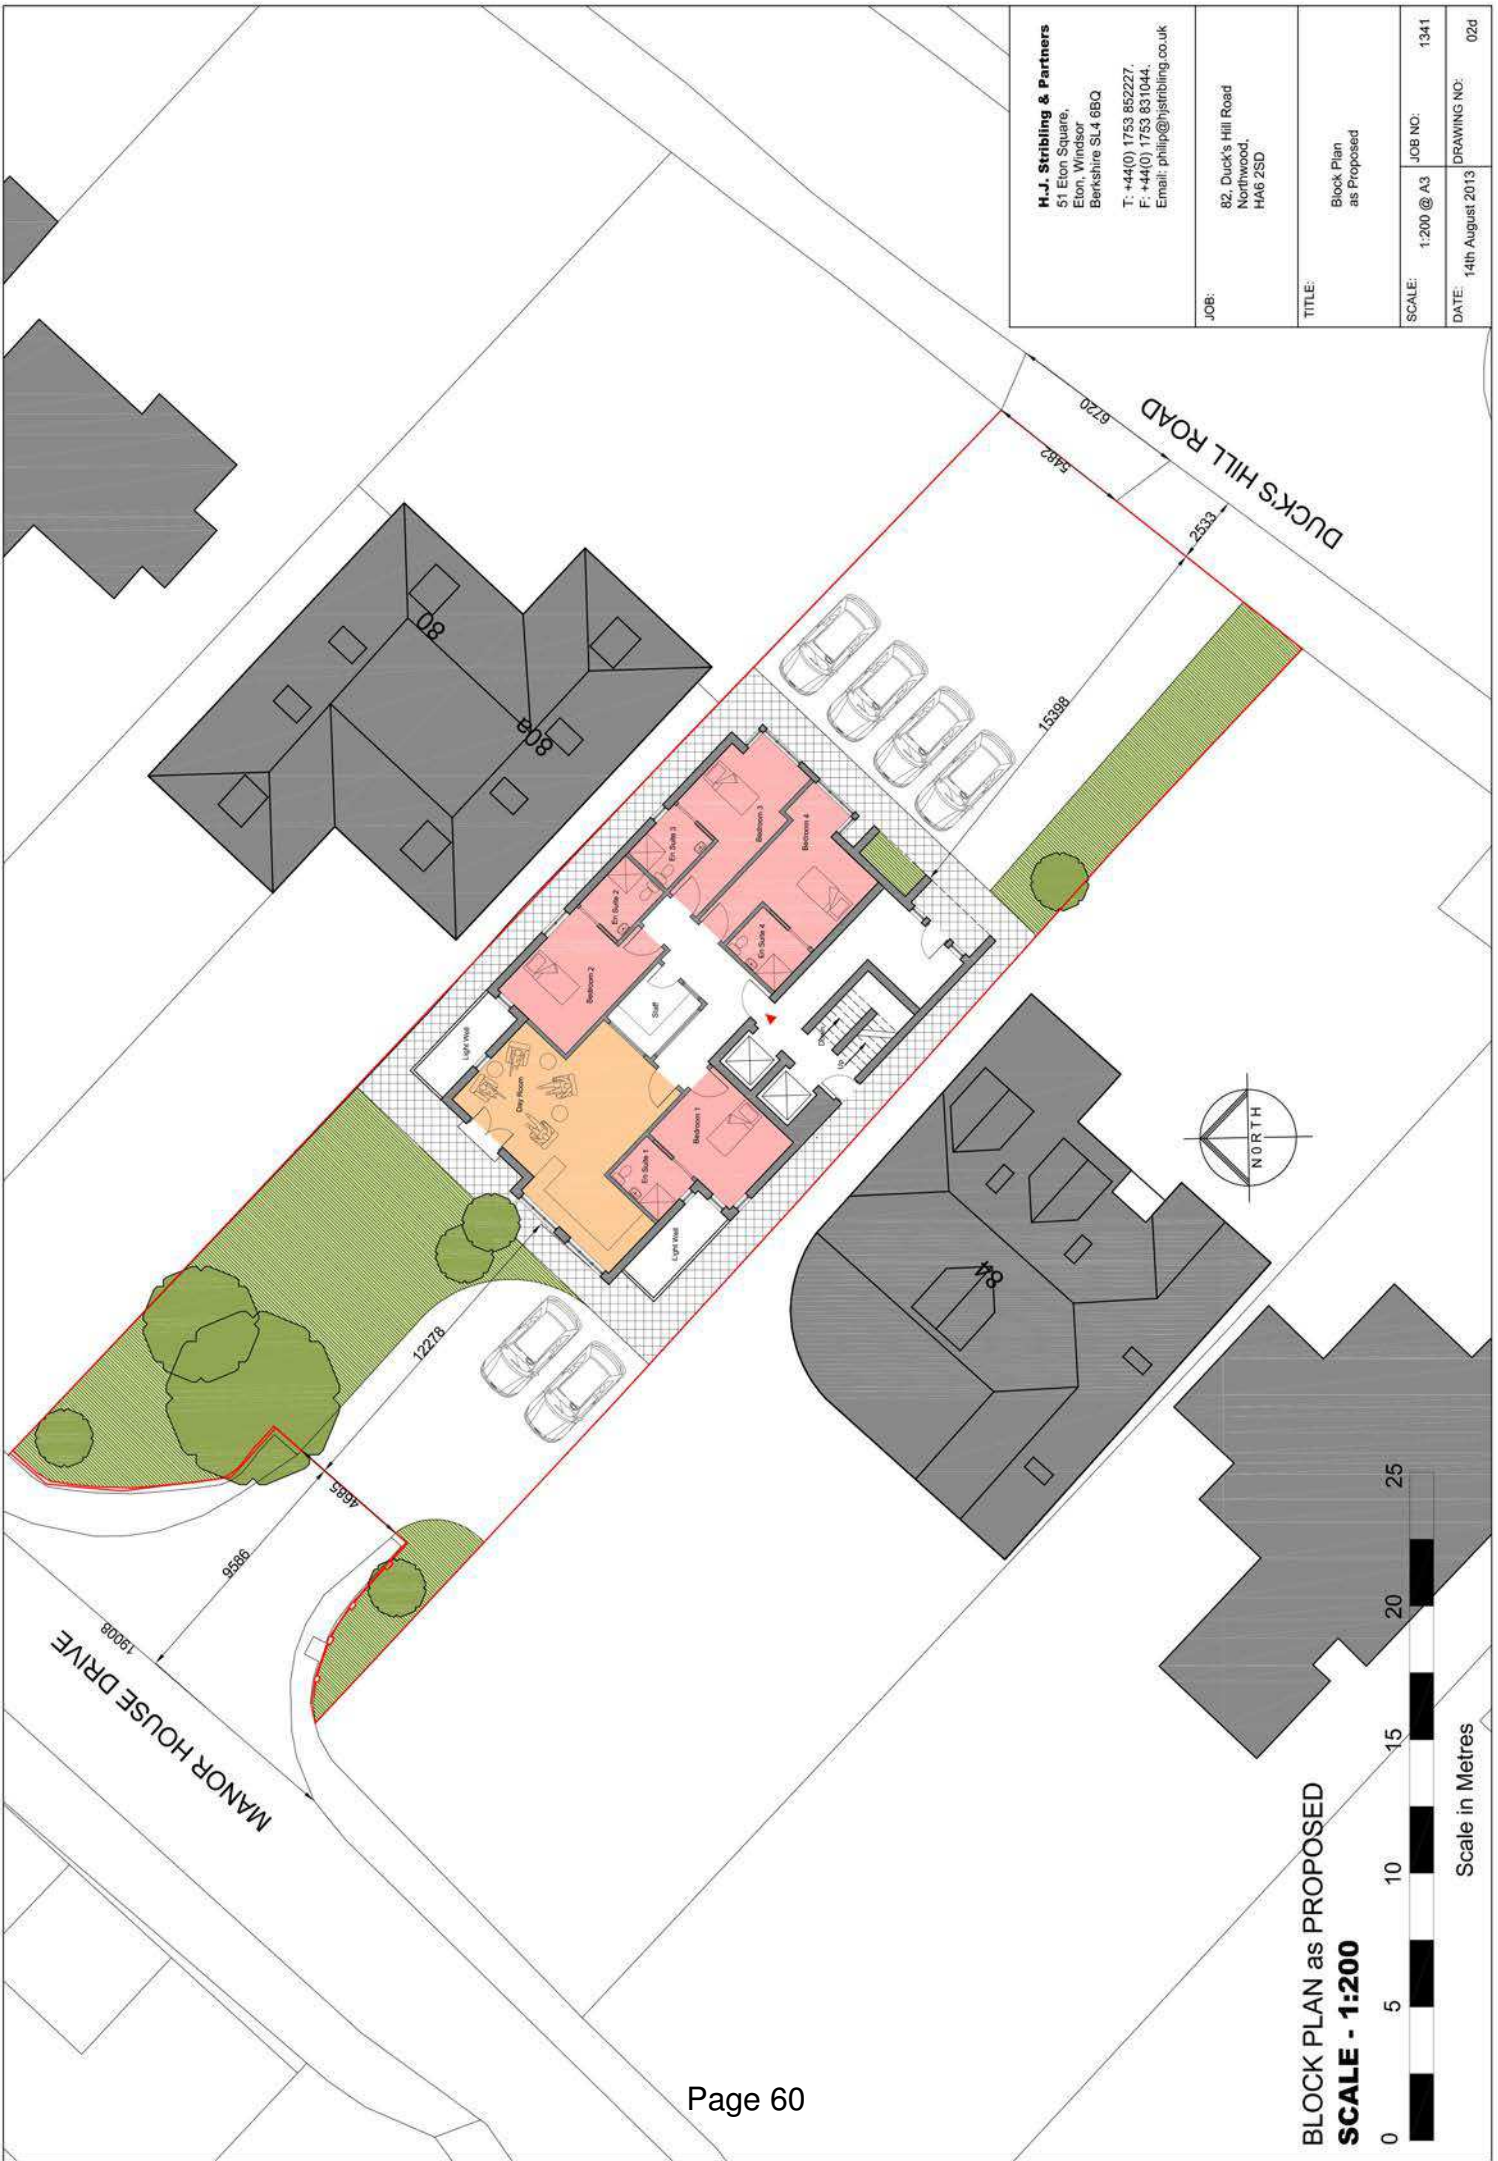 H.J. Stribling & Partners
51 Eton Square,
Eton, Windsor
Berkshire SL4 6BQ
T: +44(0) 1753 852227.
F: +44(0) 1753 831044.
Email: philip@hjstribling.co.uk
JOB:
82, Duck's Hill Road
Northwood,
HA6 2SD
TITLE:
Block Plan
as Proposed
SCALE: 1:200 @ A3
JOB NO: 1341
DATE: 14th August 2013
DRAWING NO: 02d
DUCK'S HILL ROAD
6720
5482
2533
15398
80
80a
Bedroom 3
En Suite 3
Bedroom 4
En Suite 2
En Suite 4
Bedroom 2
Staff
Light Well
Day Room
Down
Up
Bedroom 1
En Suite 1
Light Well
84
NORTH
12278
4685
9586
19008
MANOR HOUSE DRIVE
BLOCK PLAN as PROPOSED
SCALE - 1:200
0 5 10 15 20 25
Scale in Metres
Page 60